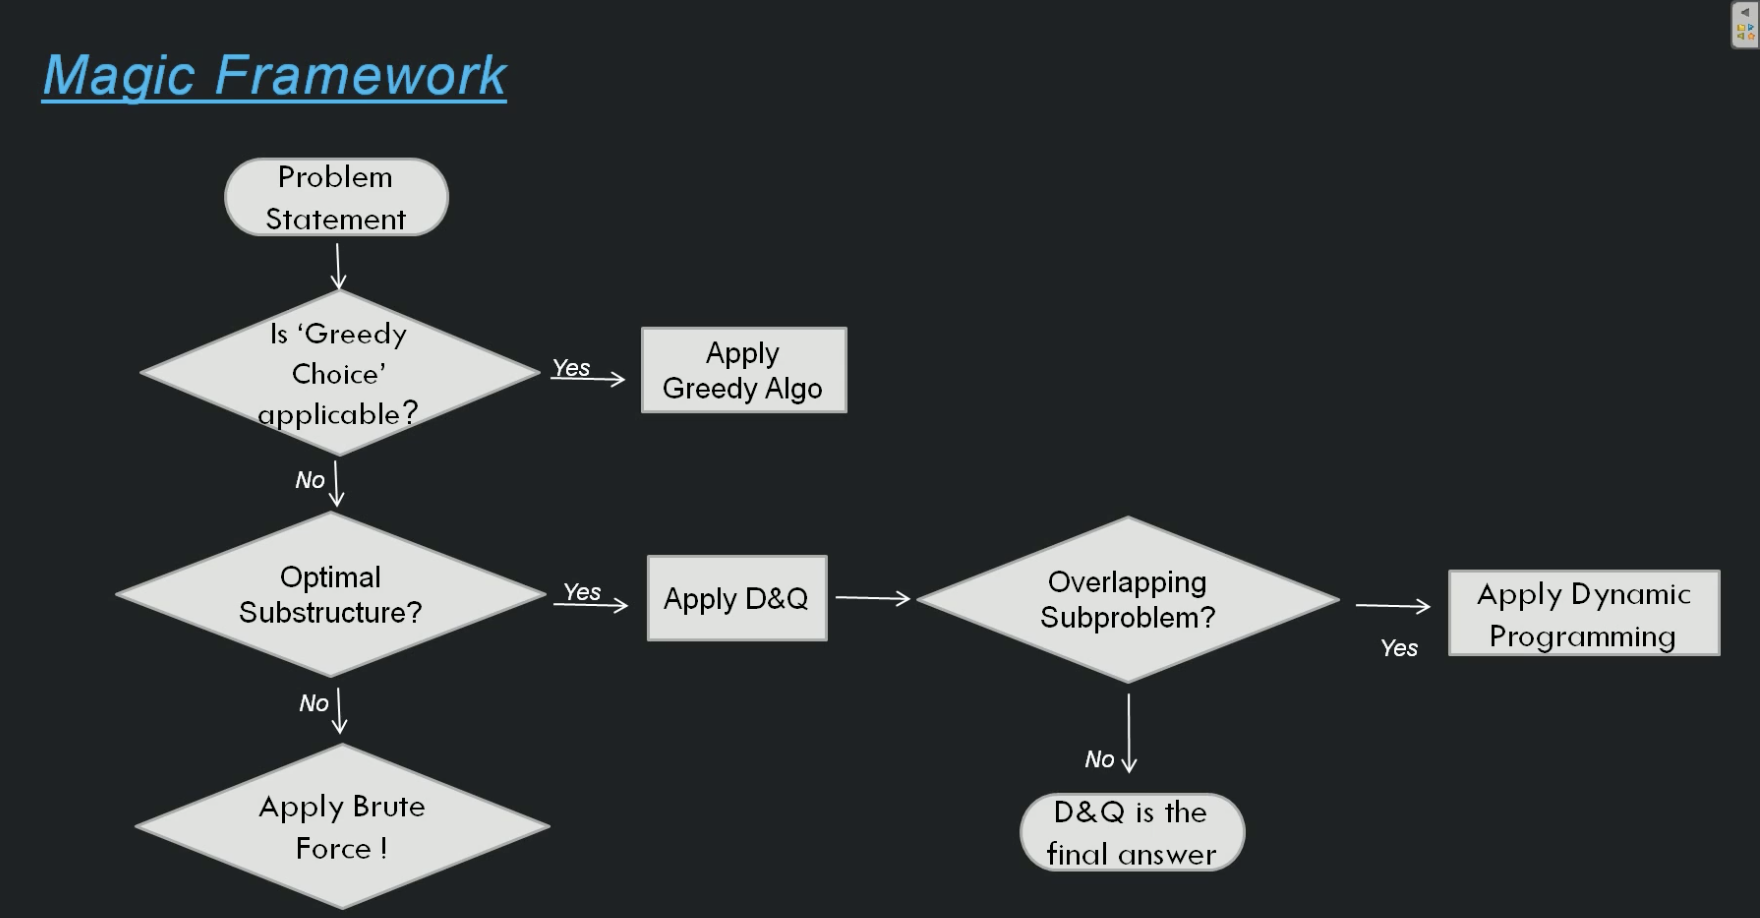 Magic Framework
Problem
Statement
Is ‘Greedy
Choice’
applicable?
Yes
Apply
Greedy Algo
No
Optimal
Substructure?
Yes
Apply D&Q
Overlapping
Subproblem?
Yes
Apply Dynamic
Programming
No
Apply Brute
Force !
No
D&Q is the
final answer